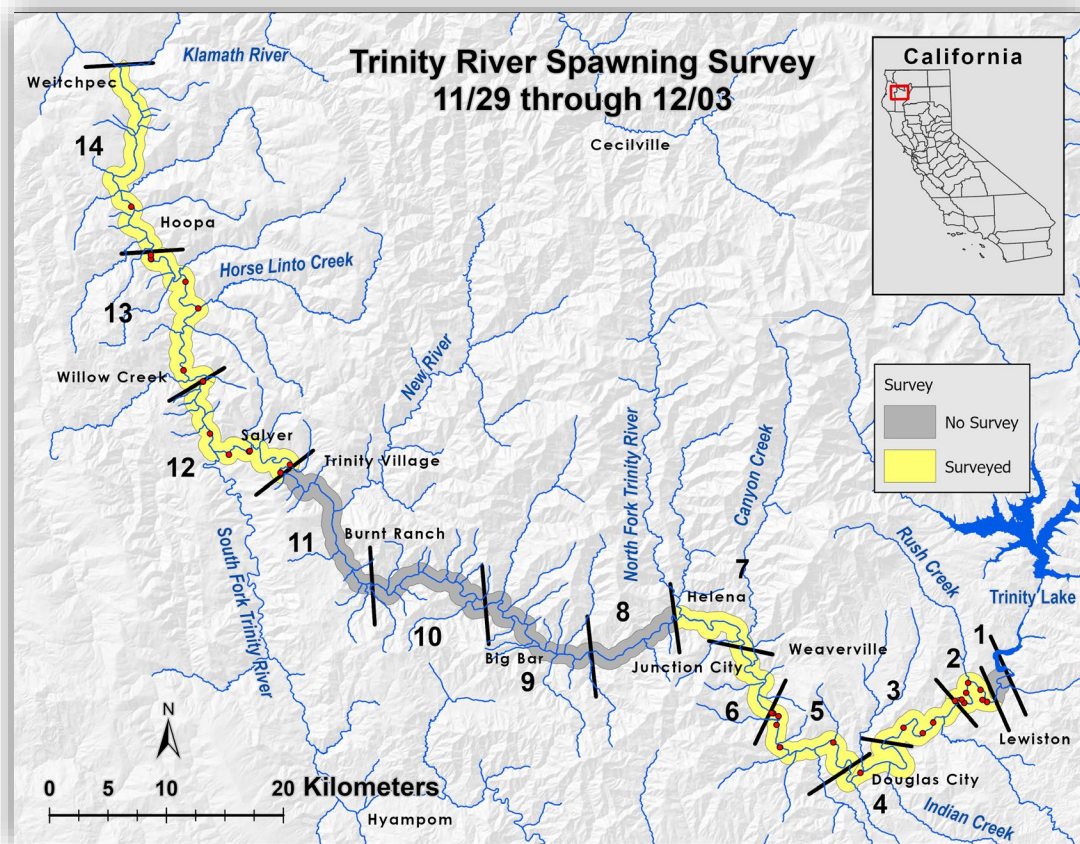 Trinity River Spawning Survey
11/29 through 12/03
California
Klamath River
Weitchpec
Cecilville
14
Hoopa
Horse Linto Creek
13
Willow Creek
New River
Salyer
12
Trinity Village
North Fork Trinity River
Canyon Creek
Survey
No Survey
Surveyed
11
Burnt Ranch
South Fork Trinity River
Rush Creek
7
Helena
8
10
Trinity Lake
1
Big Bar
9
Junction City
Weaverville
2
3
6
5
N
Lewiston
Douglas City
4
Indian Creek
0 5 10 20 Kilometers
Hyampom